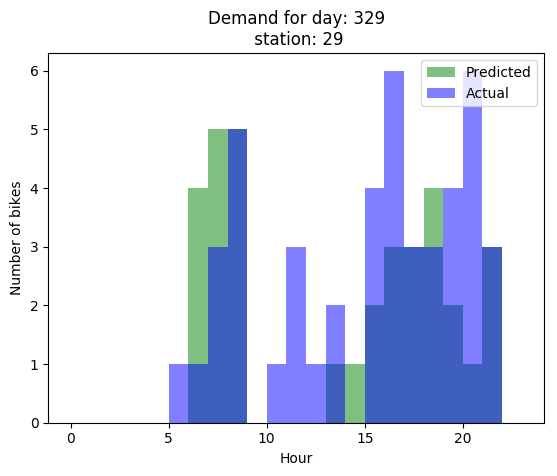 Demand for day: 329
station: 29
Predicted
Actual
Number of bikes
6
5
4
3
2
1
0
0
5
10
15
20
Hour